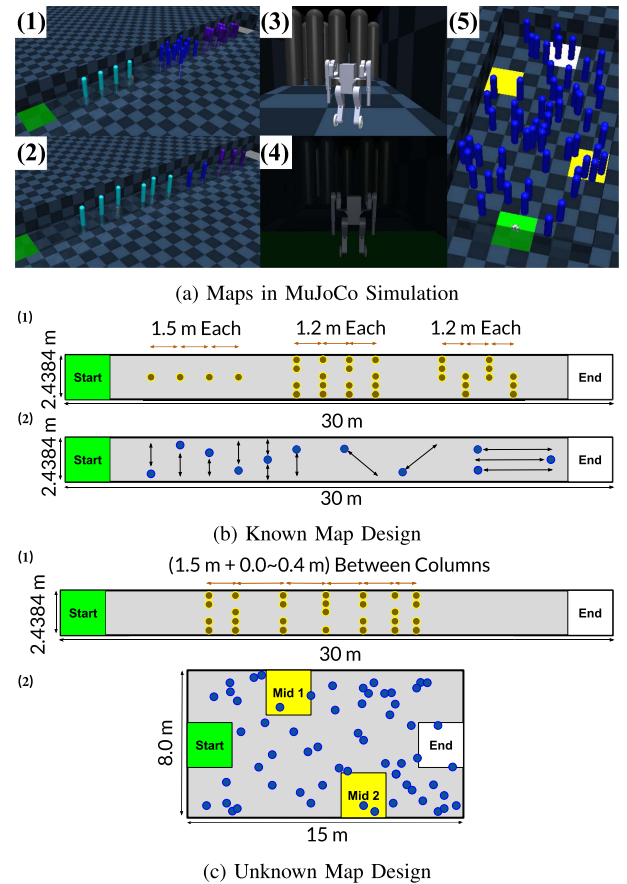 (1)
(3)
(5)
(2)
(4)
(a) Maps in MuJoCo Simulation
(1)
1.5 m Each
1.2 m Each
1.2 m Each
2.4384 m
Start
End
30 m
(2)
2.4384 m
Start
End
30 m
(b) Known Map Design
(1)
(1.5 m + 0.0~0.4 m) Between Columns
2.4384 m
Start
End
30 m
(2)
8.0 m
Mid 1
Start
End
Mid 2
15 m
(c) Unknown Map Design